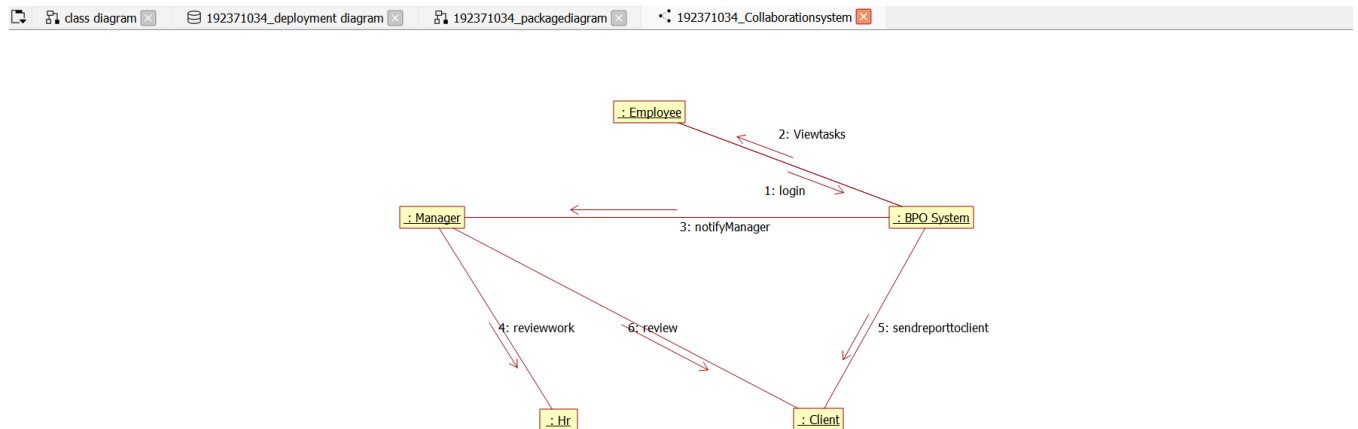 class diagram
192371034_deployment diagram
192371034_packagediagram
192371034_Collaborationsystem
: Employee
2: Viewtasks
1: login
: Manager
: BPO System
3: notifyManager
4: reviewwork
6: review
5: sendreporttoclient
: Hr
: Client